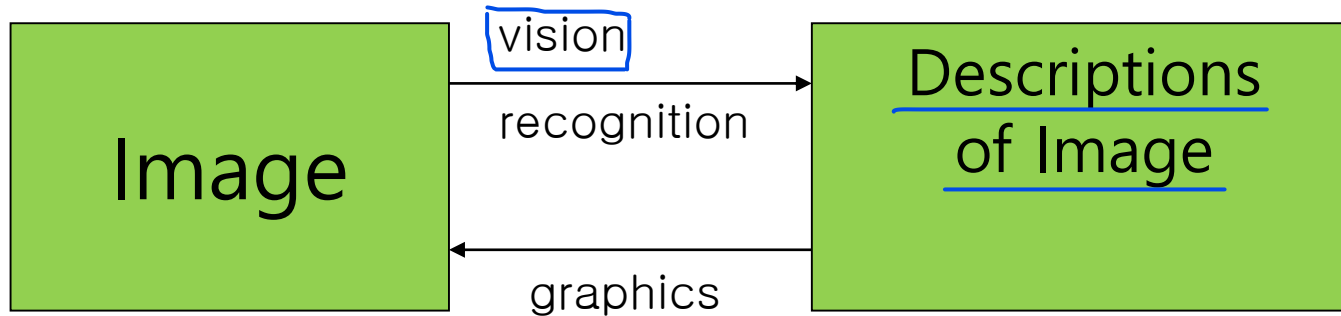 Image
vision
recognition
graphics
Descriptions
of Image